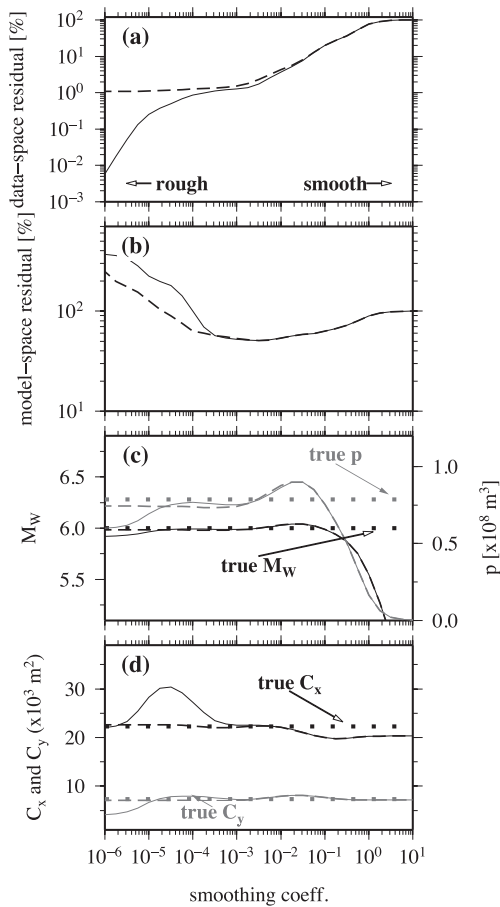 data−space residual [%]
10²
10¹
10⁰
10⁻¹
10⁻²
10⁻³
(a)
rough
smooth
model−space residual [%]
10²
10¹
(b)
M_W
6.5
6.0
5.5
(c)
true p
true M_W
1.0
0.5
0.0
p [x10⁸ m³]
C_x and C_y (x10³ m²)
30
20
10
(d)
true C_x
true C_y
10⁻⁶ 10⁻⁵ 10⁻⁴ 10⁻³ 10⁻² 10⁻¹ 10⁰ 10¹
smoothing coeff.